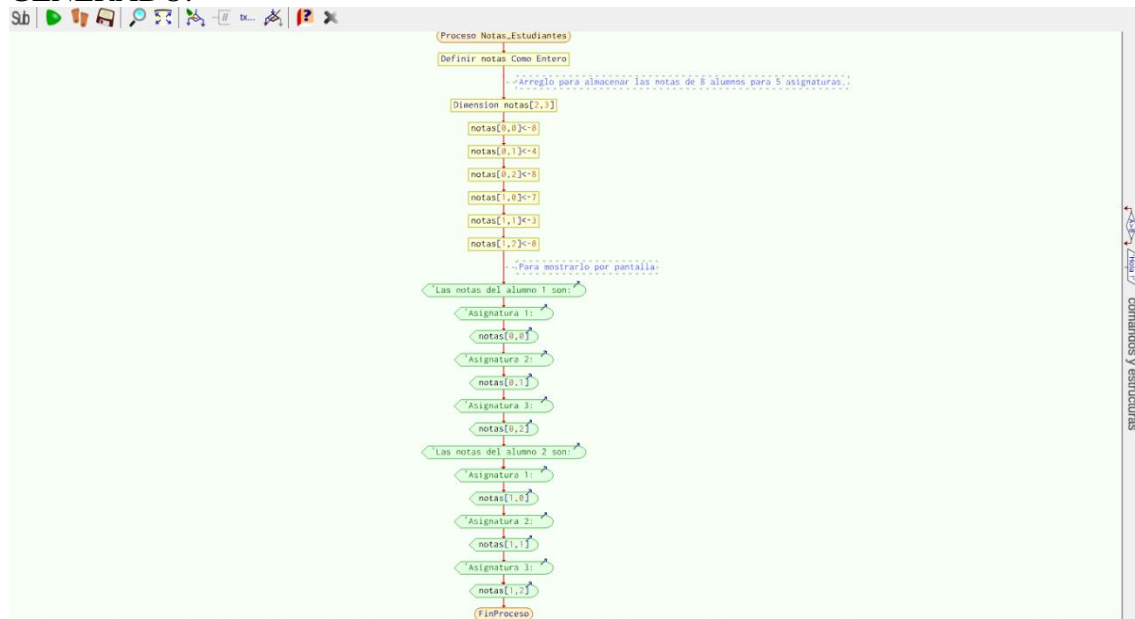 GENERADO:
Sub
Proceso Notas_Estudiantes
Definir notas Como Entero
Arreglo para almacenar las notas de 8 alumnos para 5 asignaturas.
Dimension notas[2,3]
notas[0,0]<-8
notas[0,1]<-4
notas[0,2]<-8
notas[1,0]<-7
notas[1,1]<-3
notas[1,2]<-8
Para mostrarlo por pantalla
'Las notas del alumno 1 son:'
'Asignatura 1: '
notas[0,0]
'Asignatura 2: '
notas[0,1]
'Asignatura 3: '
notas[0,2]
'Las notas del alumno 2 son:'
'Asignatura 1: '
notas[1,0]
'Asignatura 2: '
notas[1,1]
'Asignatura 3: '
notas[1,2]
FinProceso
comandos y estructuras